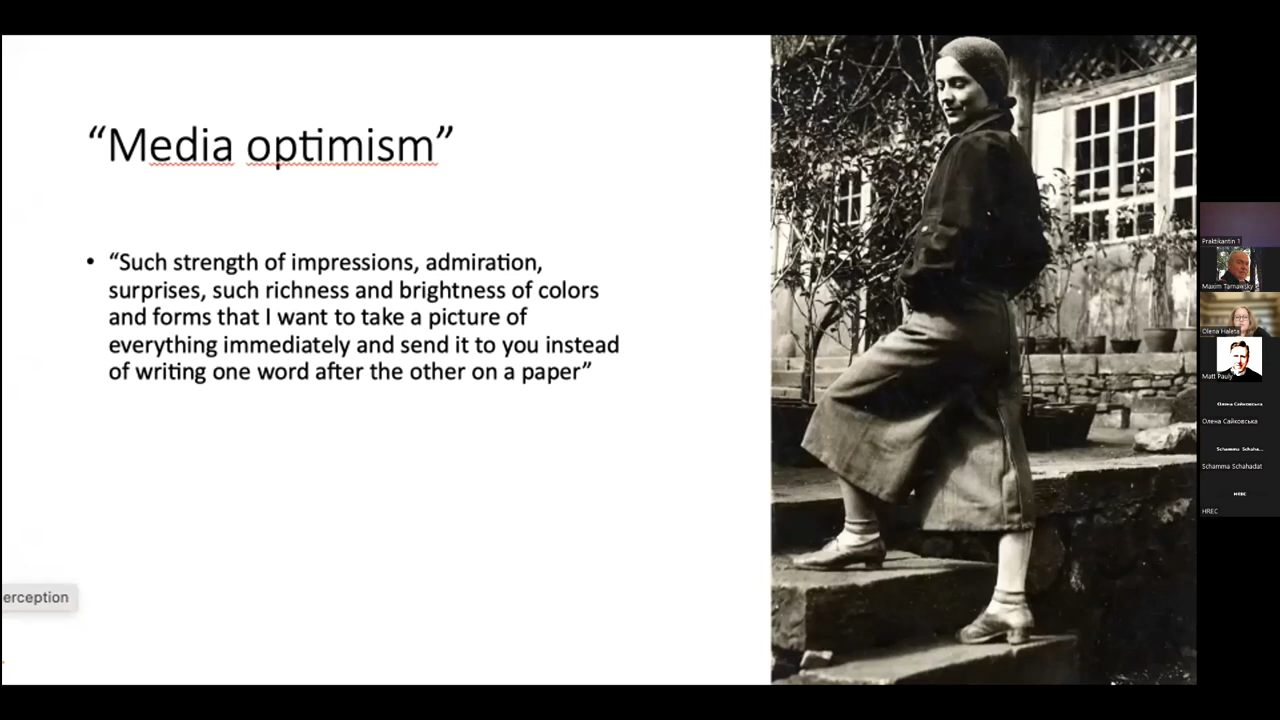 “Media optimism”
• “Such strength of impressions, admiration,
surprises, such richness and brightness of colors
and forms that I want to take a picture of
everything immediately and send it to you instead
of writing one word after the other on a paper”
erception
Praktikantin 1
Maxim Tarnawsky
Olena Haleta
Matt Pauly
Олена Сайковська
Олена Сайковська
Schamma Schaha...
Schamma Schahadat
HREC
HREC